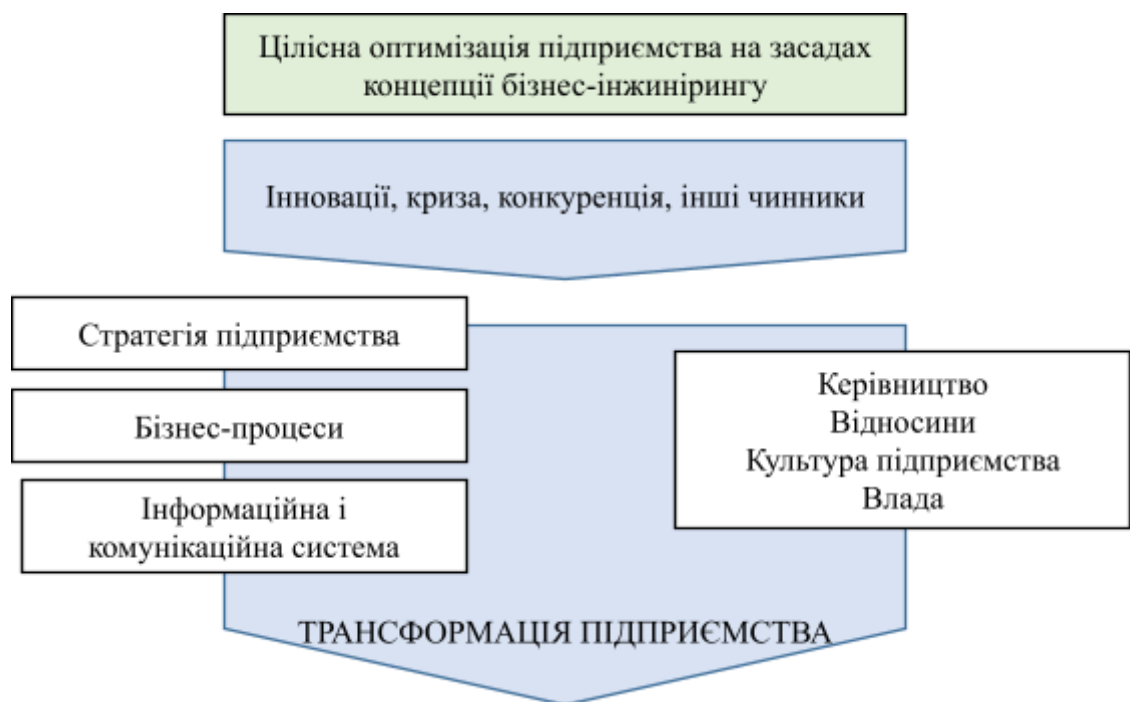 Цілісна оптимізація підприємства на засадах
концепції бізнес-інжинірингу
Інновації, криза, конкуренція, інші чинники
Стратегія підприємства
Бізнес-процеси
Інформаційна і
комунікаційна система
Керівництво
Відносини
Культура підприємства
Влада
ТРАНСФОРМАЦІЯ ПІДПРИЄМСТВА